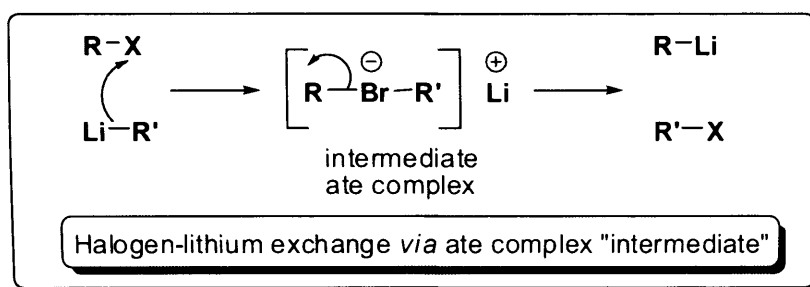 R-X
Li-R'
⊖
R-Br-R'
⊕
Li
intermediate
ate complex
R-Li
R'-X
Halogen-lithium exchange via ate complex "intermediate"